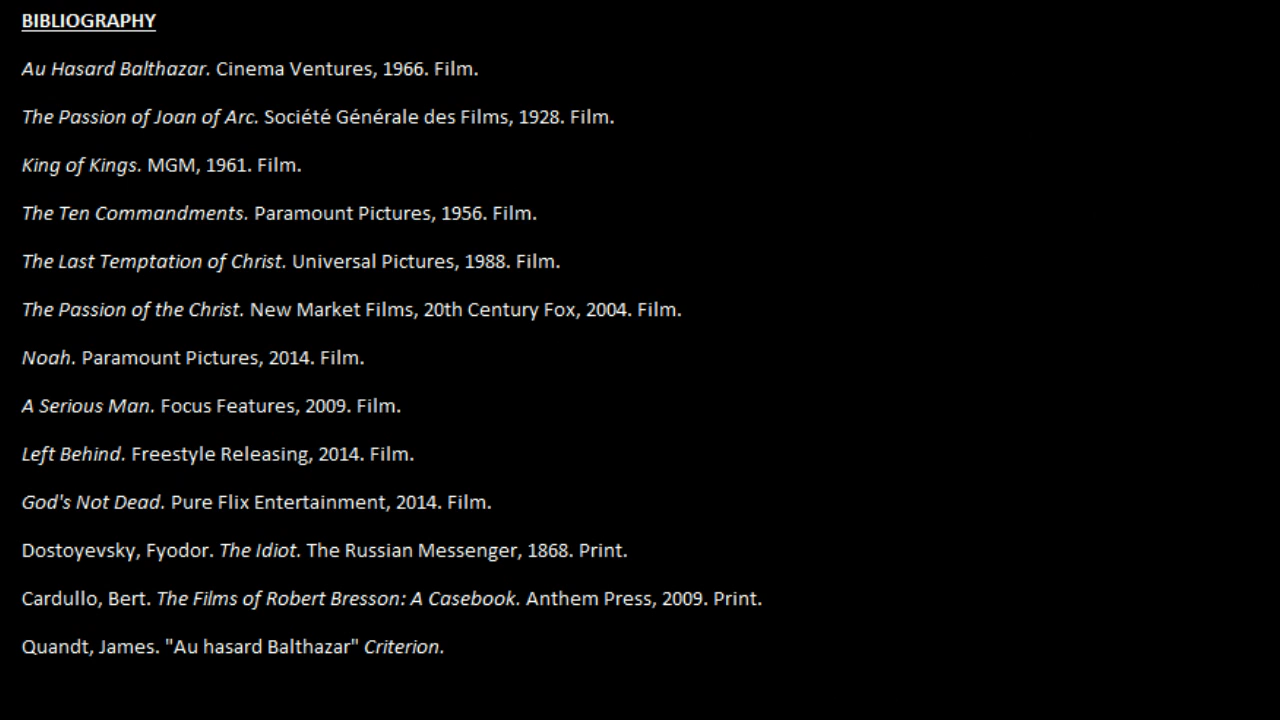 BIBLIOGRAPHY
Au Hasard Balthazar. Cinema Ventures, 1966. Film.
The Passion of Joan of Arc. Société Générale des Films, 1928. Film.
King of Kings. MGM, 1961. Film.
The Ten Commandments. Paramount Pictures, 1956. Film.
The Last Temptation of Christ. Universal Pictures, 1988. Film.
The Passion of the Christ. New Market Films, 20th Century Fox, 2004. Film.
Noah. Paramount Pictures, 2014. Film.
A Serious Man. Focus Features, 2009. Film.
Left Behind. Freestyle Releasing, 2014. Film.
God's Not Dead. Pure Flix Entertainment, 2014. Film.
Dostoyevsky, Fyodor. The Idiot. The Russian Messenger, 1868. Print.
Cardullo, Bert. The Films of Robert Bresson: A Casebook. Anthem Press, 2009. Print.
Quandt, James. "Au hasard Balthazar" Criterion.